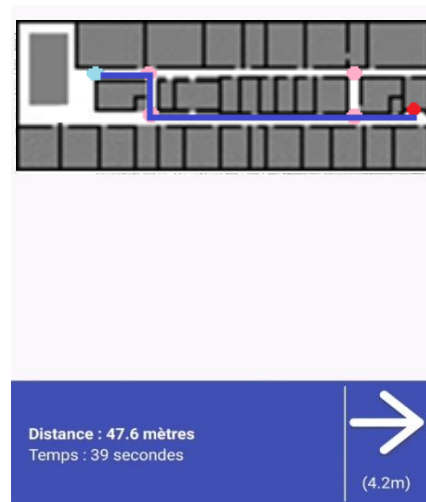 Distance : 47.6 mètres
Temps : 39 secondes
(4.2m)